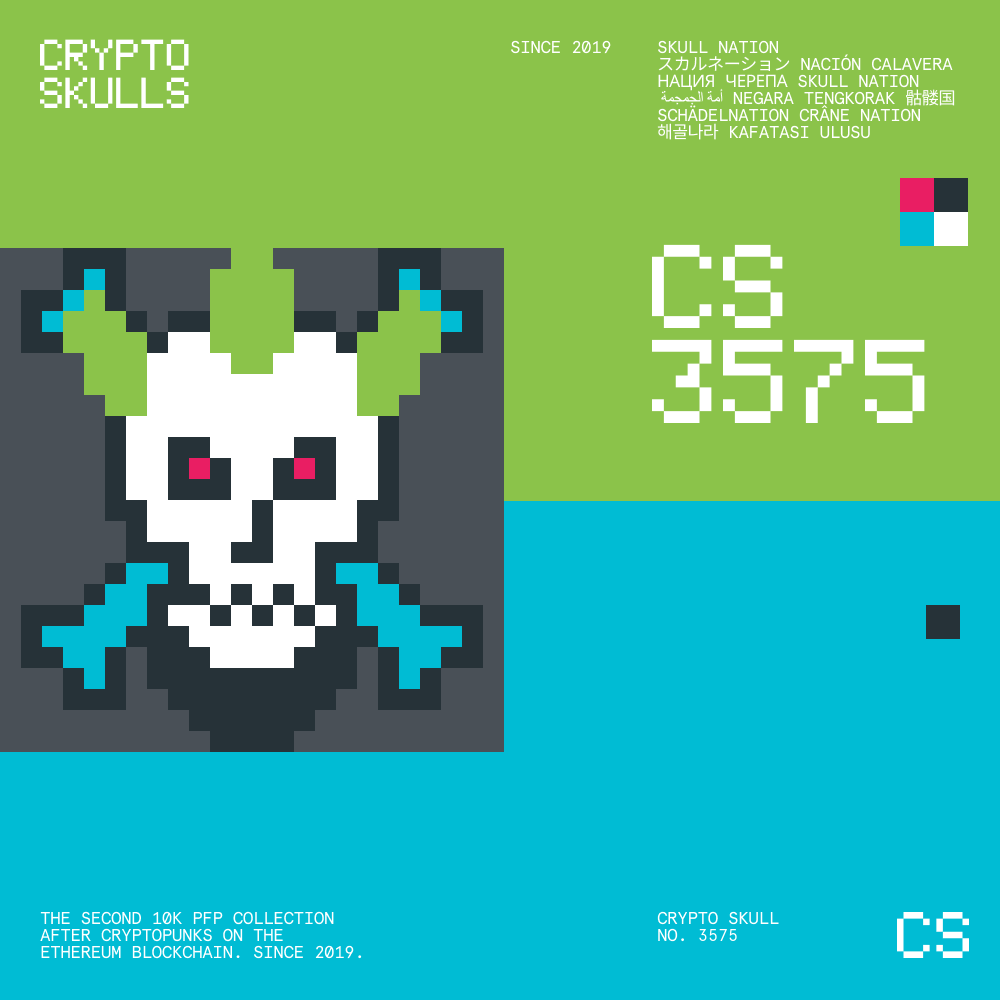 CRYPTO
SKULLS
SINCE 2019
SKULL NATION
スカルネーション NACIÓN CALAVERA
НАЦИЯ ЧЕРЕПА SKULL NATION
أمة الجمجمة NEGARA TENGKORAK 骷髅国
SCHÄDELNATION CRÂNE NATION
해골나라 KAFATASI ULUSU
CS
3575
THE SECOND 10K PFP COLLECTION
AFTER CRYPTOPUNKS ON THE
ETHEREUM BLOCKCHAIN. SINCE 2019.
CRYPTO SKULL
NO. 3575
CS